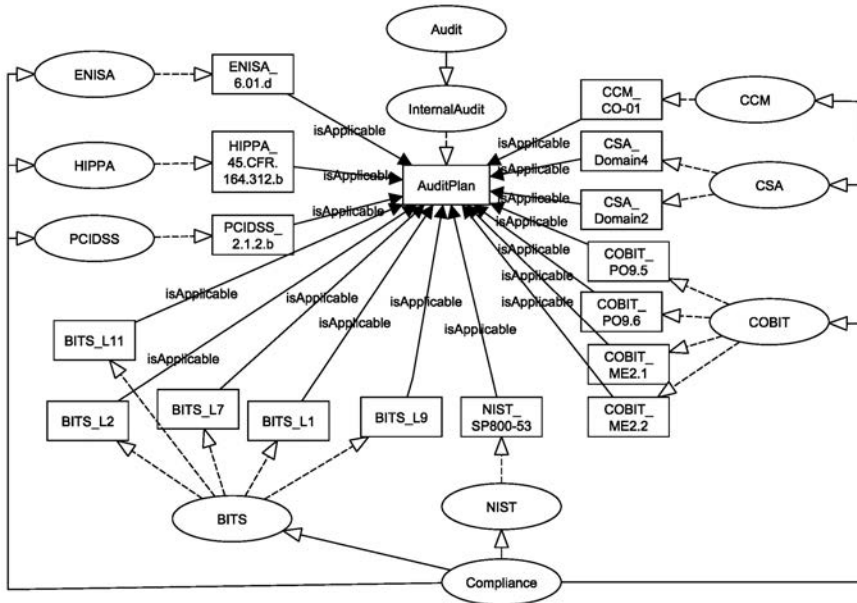 Audit
ENISA
ENISA_
6.01.d
CCM_
CO-01
CCM
InternalAudit
isApplicable
isApplicable
HIPPA
HIPPA_
45.CFR.
164.312.b
CSA_
Domain4
isApplicable
isApplicable
AuditPlan
CSA
isApplicable
CSA_
Domain2
isApplicable
PCIDSS
PCIDSS_
2.1.2.b
isApplicable
COBIT_
PO9.5
isApplicable
isApplicable
isApplicable
isApplicable
isApplicable
COBIT_
PO9.6
COBIT
isApplicable
BITS_L11
isApplicable
isApplicable
COBIT_
ME2.1
BITS_L2
BITS_L7
BITS_L1
BITS_L9
NIST_
SP800-53
COBIT_
ME2.2
BITS
NIST
Compliance